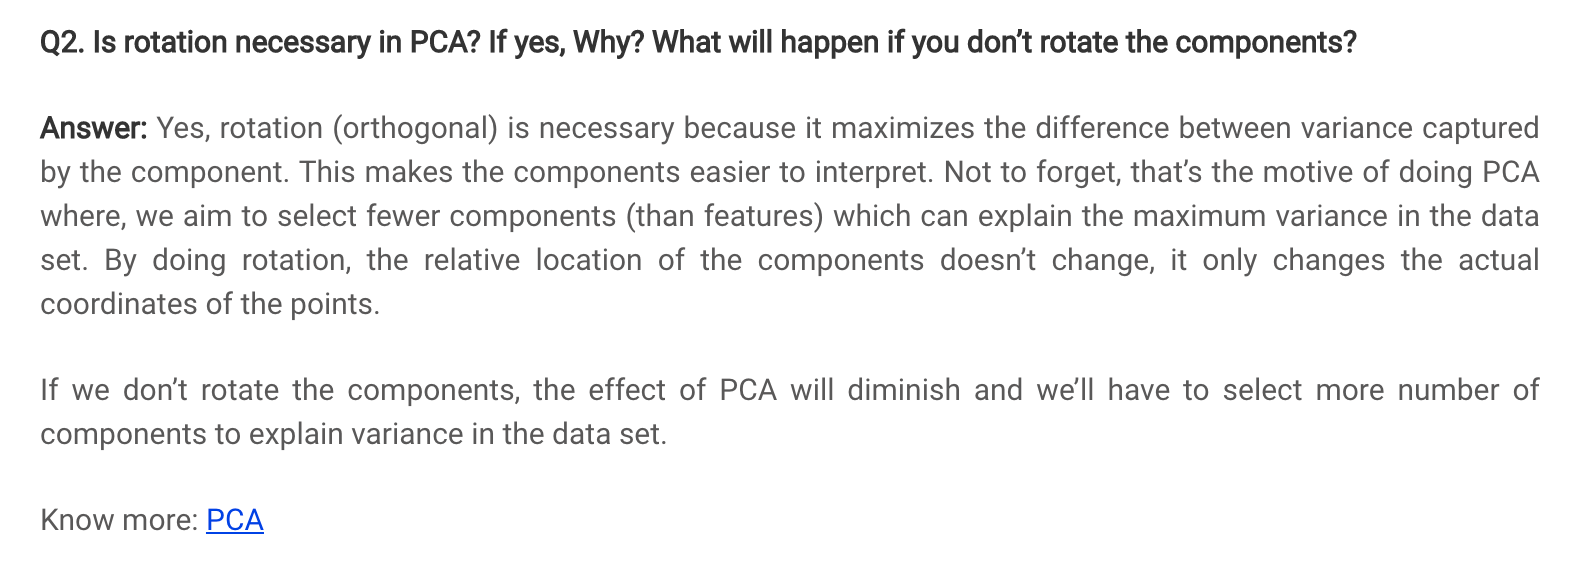 Q2. Is rotation necessary in PCA? If yes, Why? What will happen if you don’t rotate the components?
Answer: Yes, rotation (orthogonal) is necessary because it maximizes the difference between variance captured
by the component. This makes the components easier to interpret. Not to forget, that’s the motive of doing PCA
where, we aim to select fewer components (than features) which can explain the maximum variance in the data
set. By doing rotation, the relative location of the components doesn’t change, it only changes the actual
coordinates of the points.
If we don’t rotate the components, the effect of PCA will diminish and we’ll have to select more number of
components to explain variance in the data set.
Know more: PCA